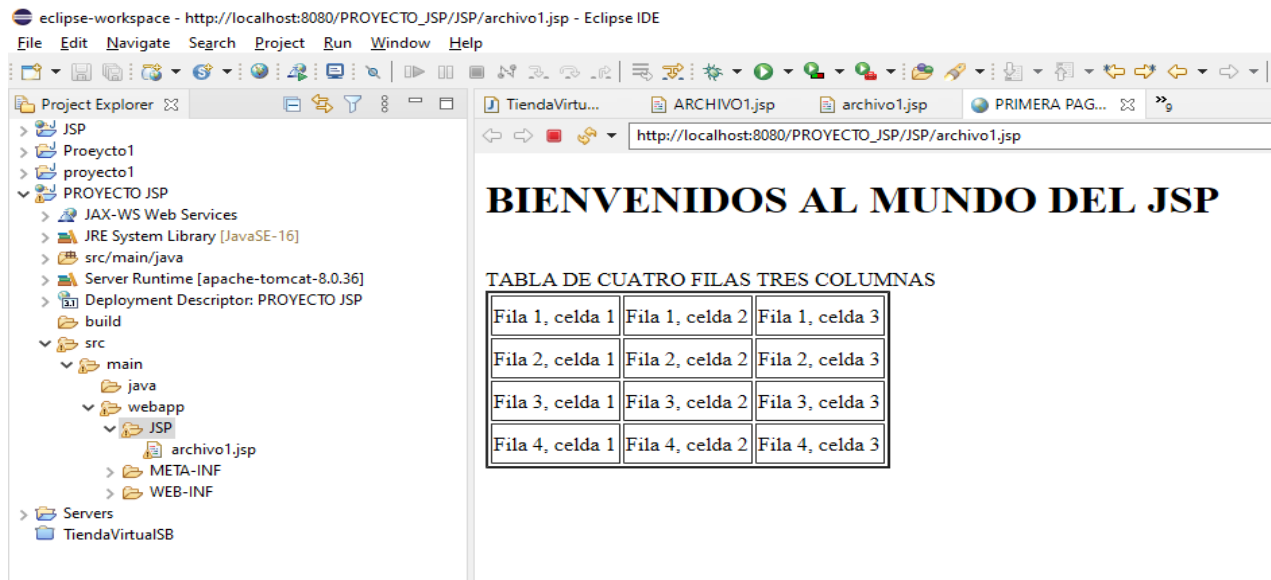 eclipse-workspace - http://localhost:8080/PROYECTO_JSP/JSP/archivo1.jsp - Eclipse IDE
File Edit Navigate Search Project Run Window Help
Project Explorer
JSP
Proeycto1
proyecto1
PROYECTO JSP
JAX-WS Web Services
JRE System Library [JavaSE-16]
src/main/java
Server Runtime [apache-tomcat-8.0.36]
Deployment Descriptor: PROYECTO JSP
build
src
main
java
webapp
JSP
archivo1.jsp
META-INF
WEB-INF
Servers
TiendaVirtualSB
TiendaVirtu... ARCHIVO1.jsp archivo1.jsp PRIMERA PAG... 9
http://localhost:8080/PROYECTO_JSP/JSP/archivo1.jsp
BIENVENIDOS AL MUNDO DEL JSP
TABLA DE CUATRO FILAS TRES COLUMNAS
Fila 1, celda 1 Fila 1, celda 2 Fila 1, celda 3
Fila 2, celda 1 Fila 2, celda 2 Fila 2, celda 3
Fila 3, celda 1 Fila 3, celda 2 Fila 3, celda 3
Fila 4, celda 1 Fila 4, celda 2 Fila 4, celda 3